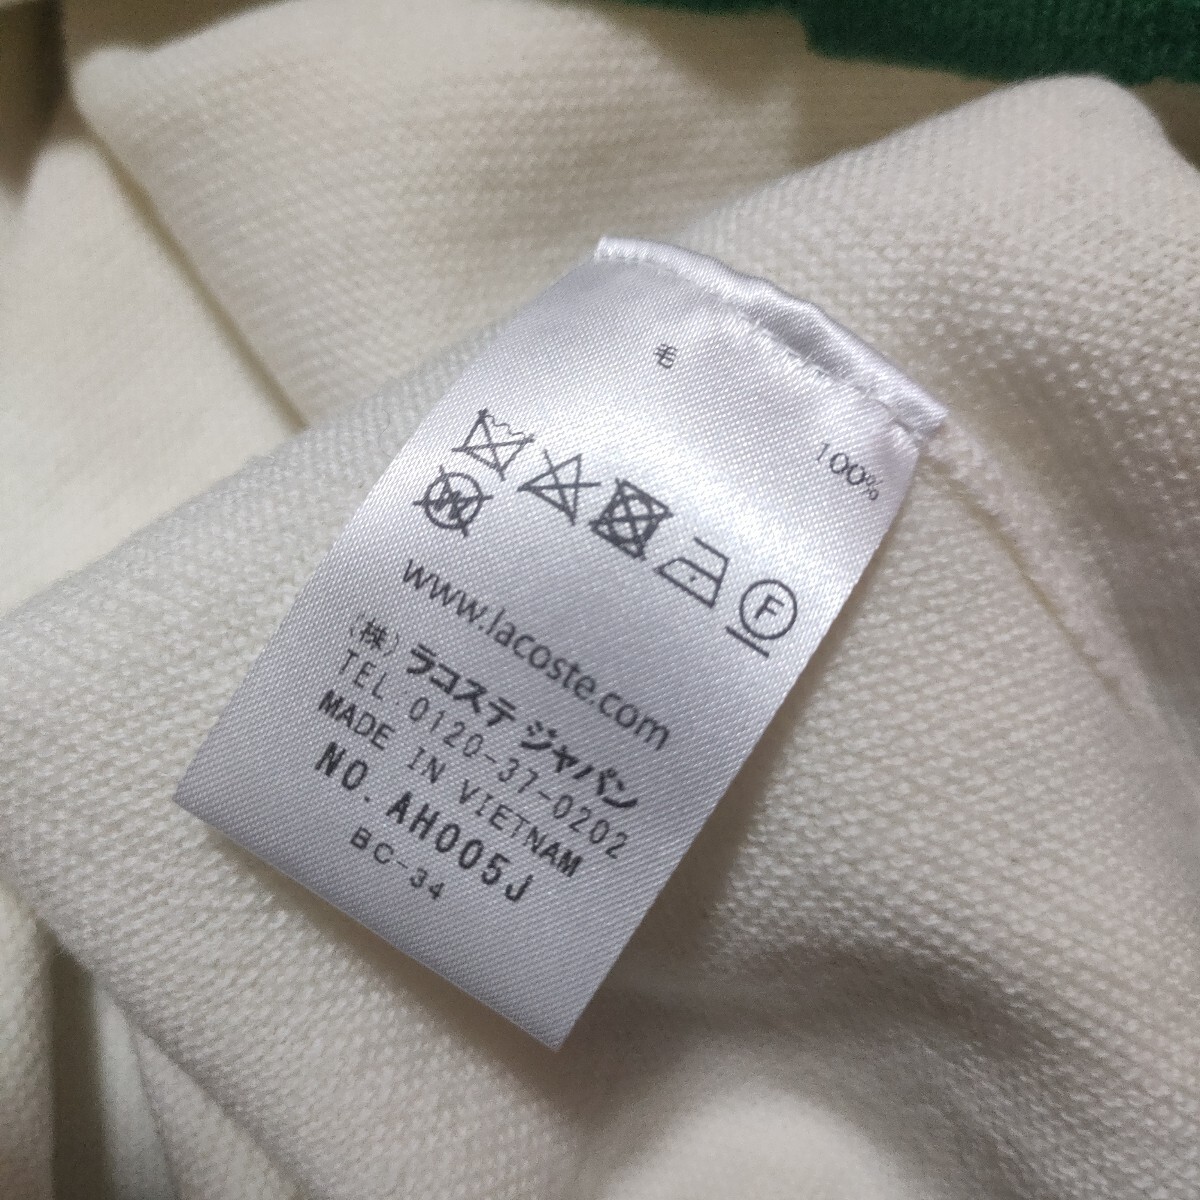 毛 100%
F
W
www.lacoste.com
(株) ラコステ ジャパン
TEL.0120-37-0202
MADE IN VIETNAM
NO. AH005J
BC-34